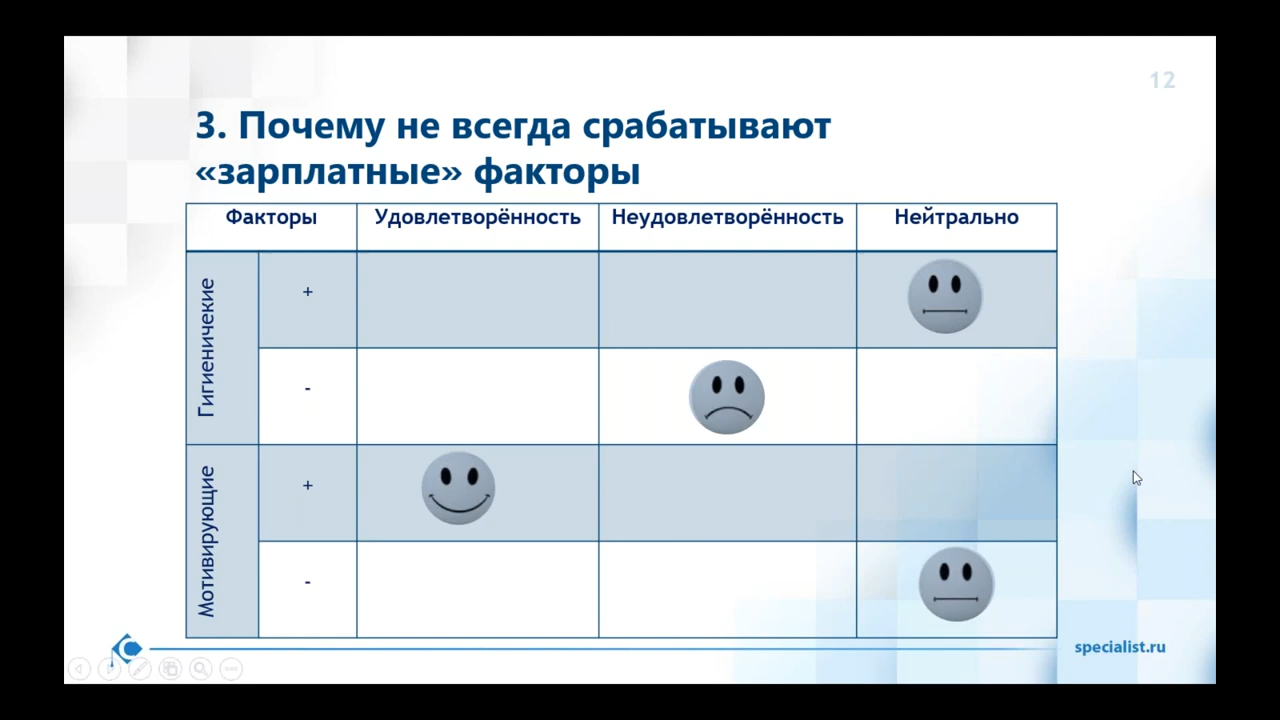 12
3. Почему не всегда срабатывают
«зарплатные» факторы
Факторы Удовлетворённость Неудовлетворённость Нейтрально
Гигиеничекие
+
-
Мотивирующие
+
-
specialist.ru